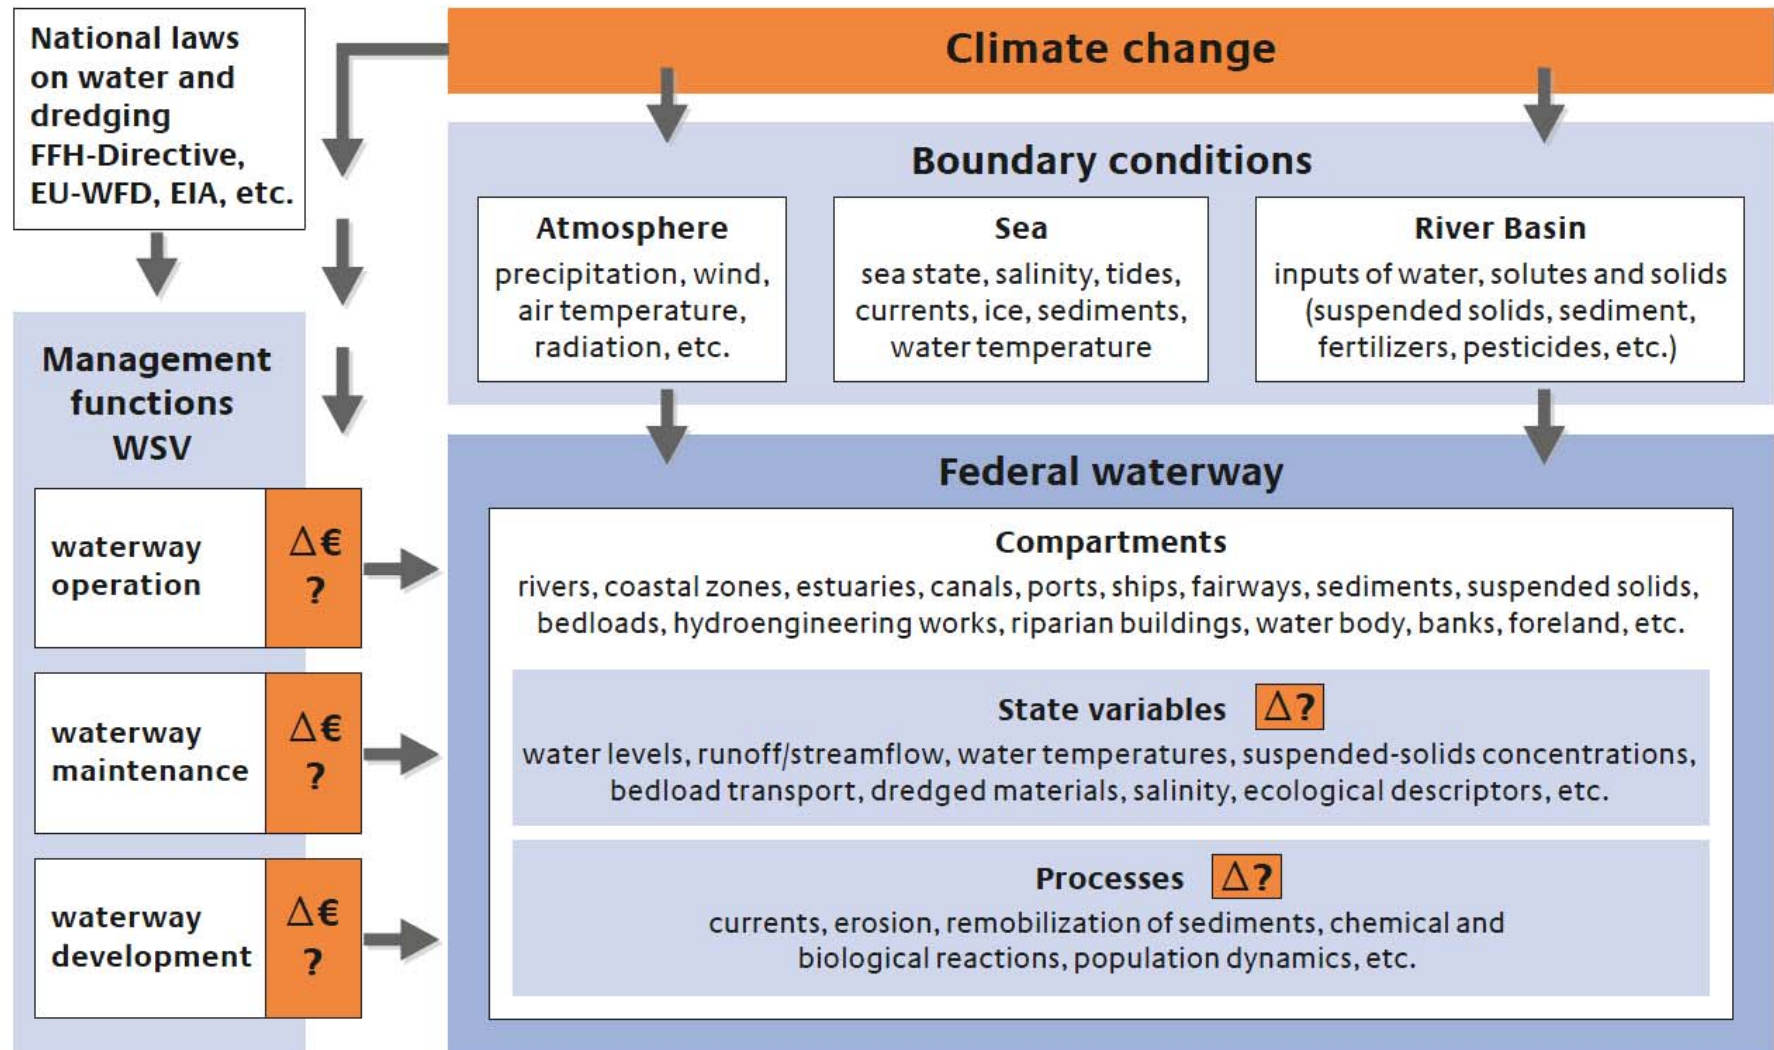 National laws
on water and
dredging
FFH-Directive,
EU-WFD, EIA, etc.
Climate change
Boundary conditions
Atmosphere
precipitation, wind,
air temperature,
radiation, etc.
Sea
sea state, salinity, tides,
currents, ice, sediments,
water temperature
River Basin
inputs of water, solutes and solids
(suspended solids, sediment,
fertilizers, pesticides, etc.)
Management
functions
WSV
waterway
operation
Δ€
?
waterway
maintenance
Δ€
?
waterway
development
Δ€
?
Federal waterway
Compartments
rivers, coastal zones, estuaries, canals, ports, ships, fairways, sediments, suspended solids,
bedloads, hydroengineering works, riparian buildings, water body, banks, foreland, etc.
State variables Δ?
water levels, runoff/streamflow, water temperatures, suspended-solids concentrations,
bedload transport, dredged materials, salinity, ecological descriptors, etc.
Processes Δ?
currents, erosion, remobilization of sediments, chemical and
biological reactions, population dynamics, etc.